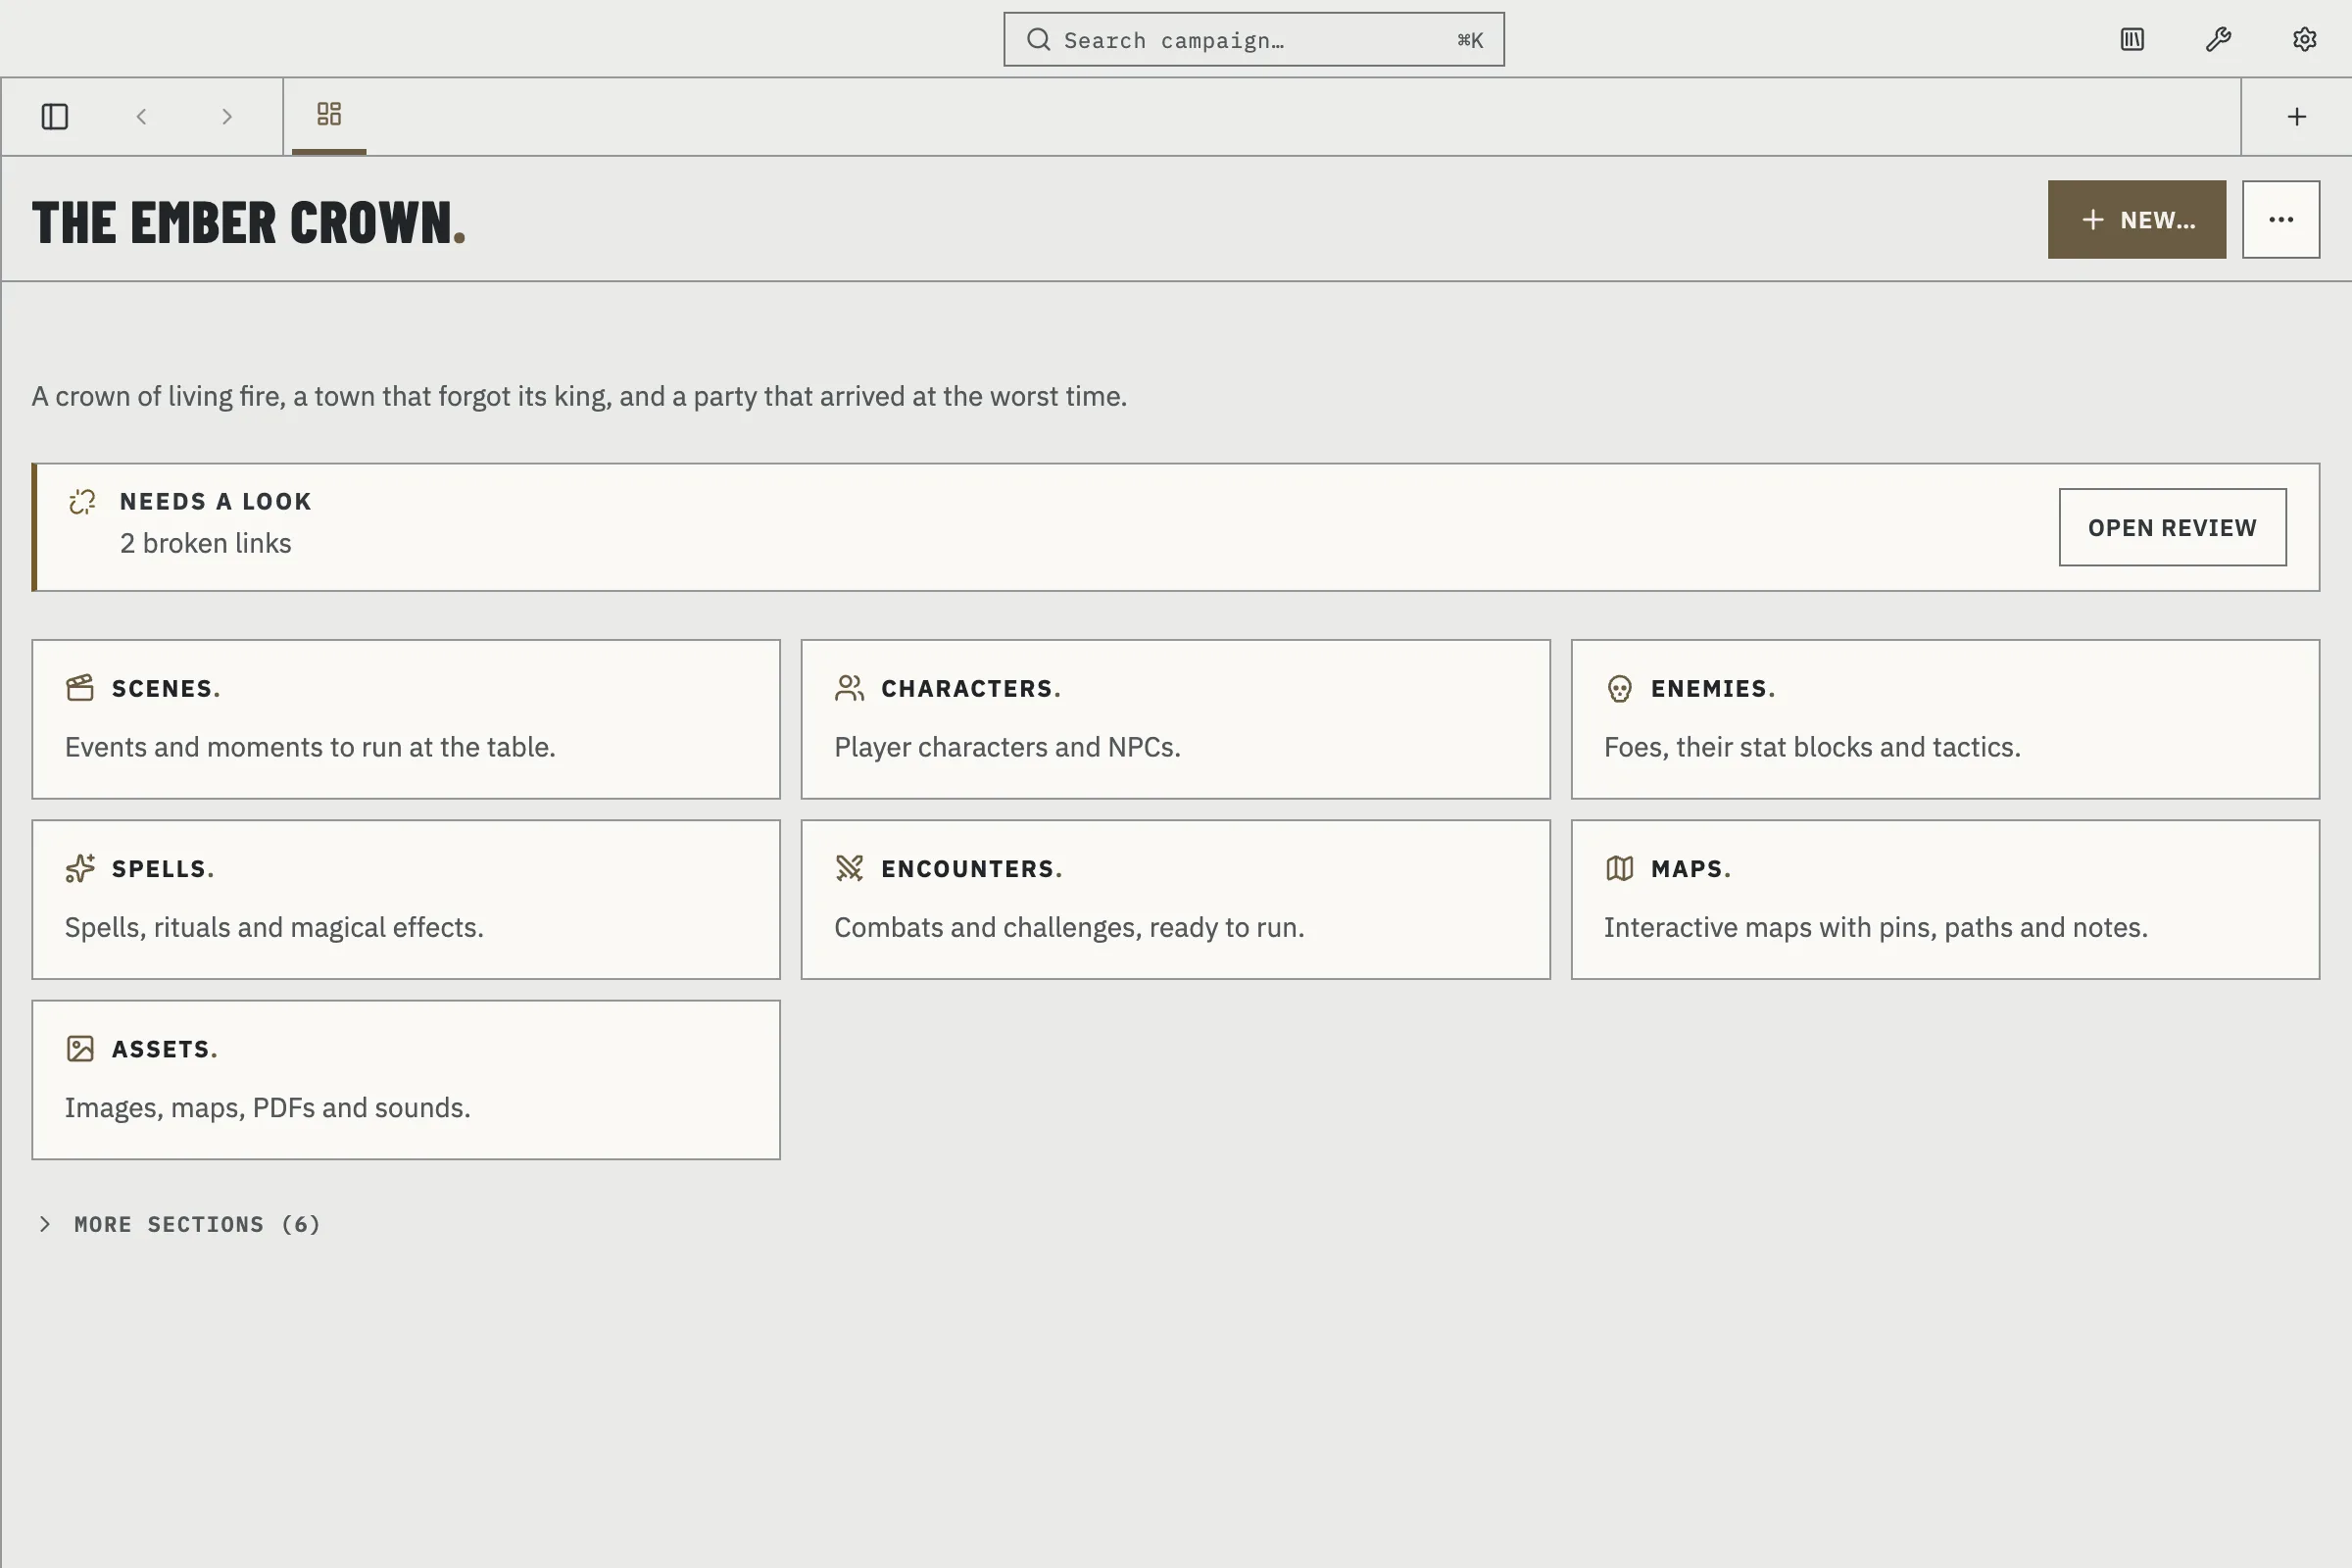 Search campaign… ⌘K
THE EMBER CROWN.
NEW…
A crown of living fire, a town that forgot its king, and a party that arrived at the worst time.
NEEDS A LOOK
2 broken links
OPEN REVIEW
SCENES.
Events and moments to run at the table.
CHARACTERS.
Player characters and NPCs.
ENEMIES.
Foes, their stat blocks and tactics.
SPELLS.
Spells, rituals and magical effects.
ENCOUNTERS.
Combats and challenges, ready to run.
MAPS.
Interactive maps with pins, paths and notes.
ASSETS.
Images, maps, PDFs and sounds.
MORE SECTIONS (6)